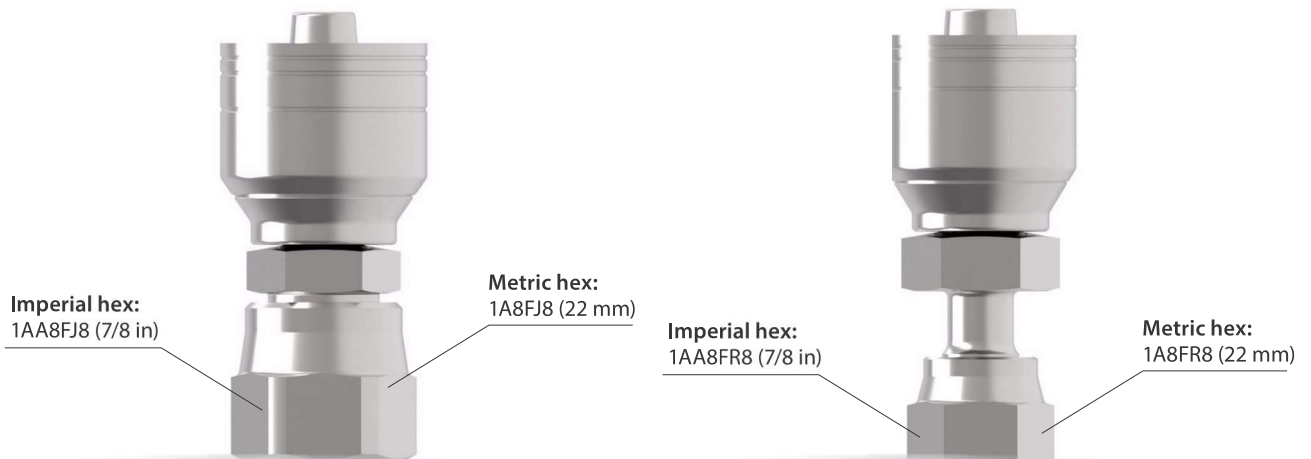 Imperial hex:
1AA8FJ8 (7/8 in)
Metric hex:
1A8FJ8 (22 mm)
Imperial hex:
1AA8FR8 (7/8 in)
Metric hex:
1A8FR8 (22 mm)